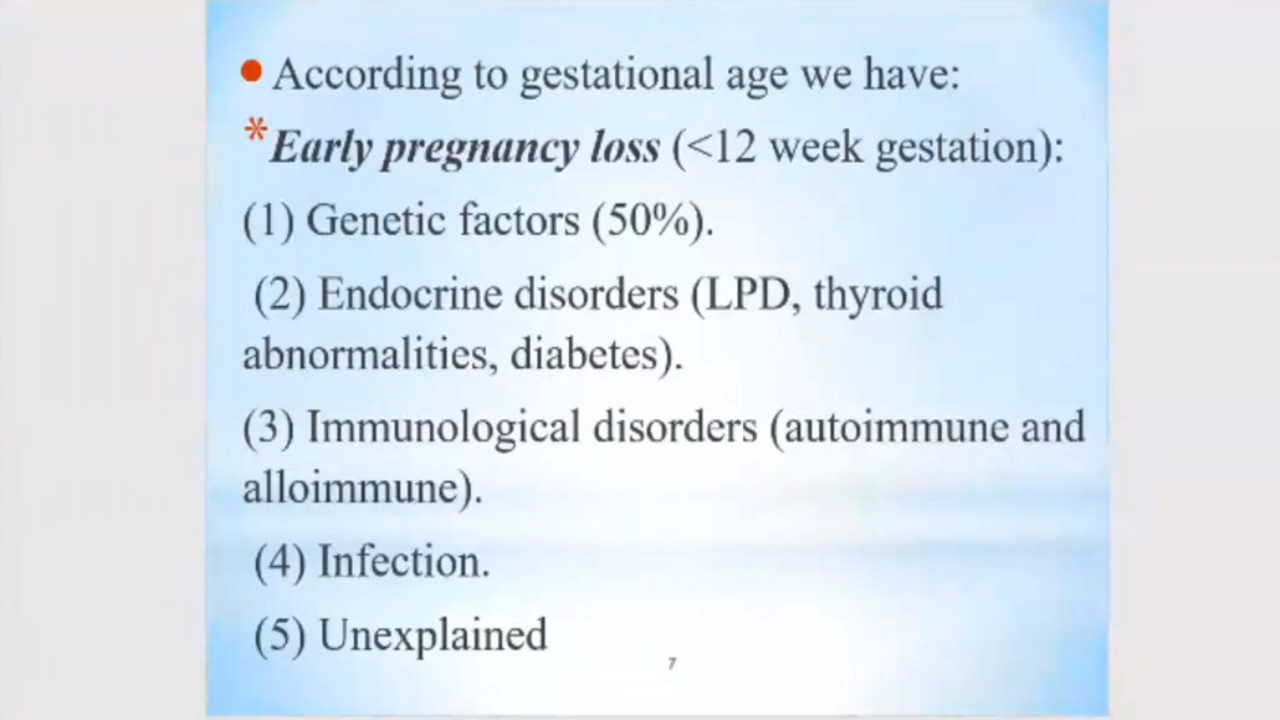 • According to gestational age we have:
*Early pregnancy loss (<12 week gestation):
(1) Genetic factors (50%).
(2) Endocrine disorders (LPD, thyroid
abnormalities, diabetes).
(3) Immunological disorders (autoimmune and
alloimmune).
(4) Infection.
(5) Unexplained
7